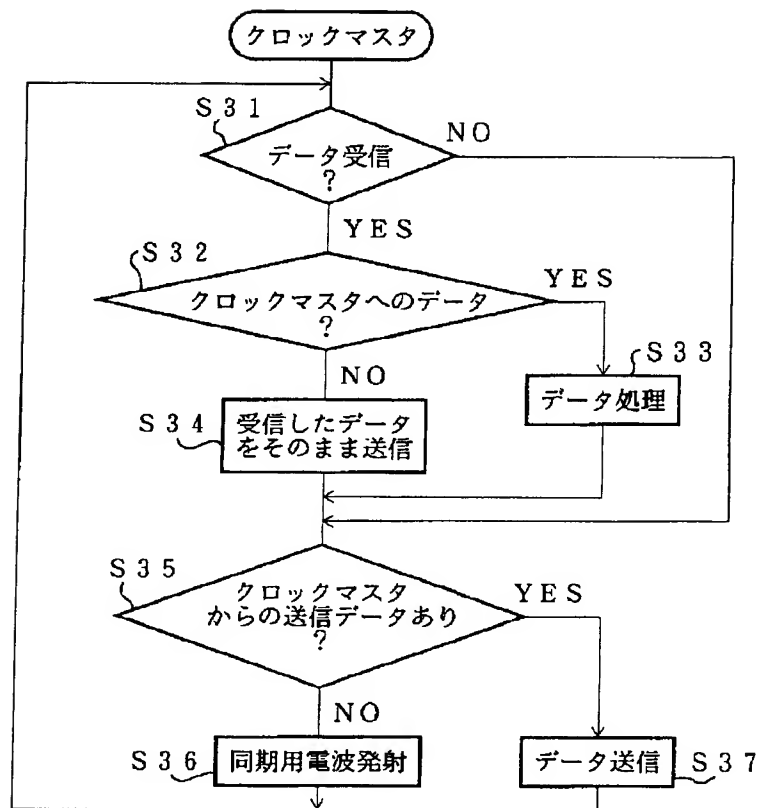 クロックマスタ
S31
NO
データ受信
?
YES
S32
YES
クロックマスタへのデータ
?
S33
NO
データ処理
S34
受信したデータ
をそのまま送信
S35
クロックマスタ
からの送信データあり
?
YES
NO
S36
同期用電波発射
データ送信
S37